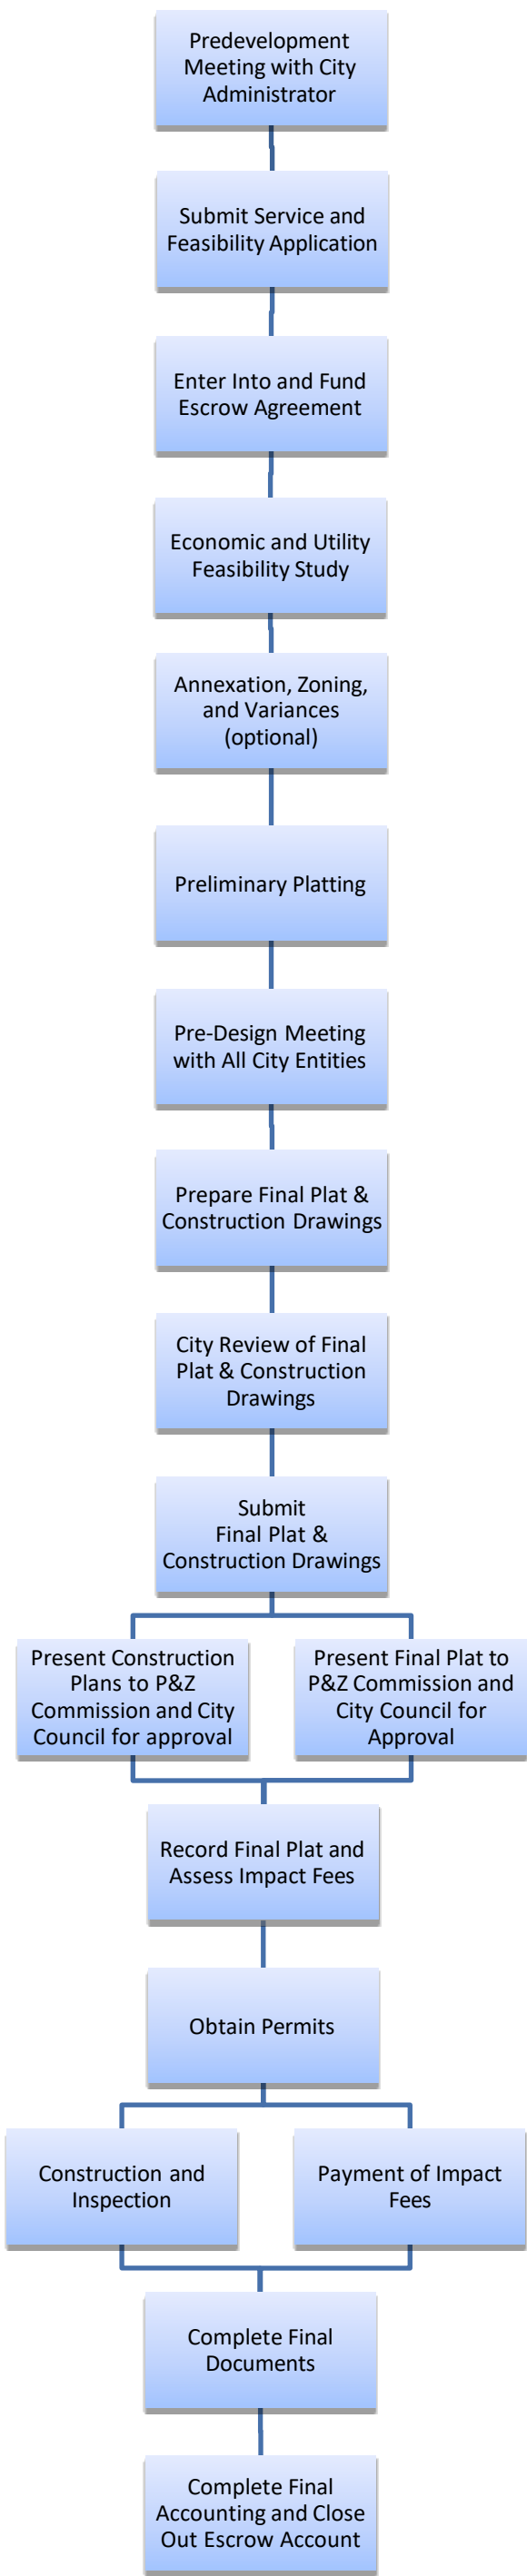 Predevelopment
Meeting with City
Administrator
Submit Service and
Feasibility Application
Enter Into and Fund
Escrow Agreement
Economic and Utility
Feasibility Study
Annexation, Zoning,
and Variances
(optional)
Preliminary Platting
Pre-Design Meeting
with All City Entities
Prepare Final Plat &
Construction Drawings
City Review of Final
Plat & Construction
Drawings
Submit
Final Plat &
Construction Drawings
Present Construction
Plans to P&Z
Commission and City
Council for approval
Present Final Plat to
P&Z Commission and
City Council for
Approval
Record Final Plat and
Assess Impact Fees
Obtain Permits
Construction and
Inspection
Payment of Impact
Fees
Complete Final
Documents
Complete Final
Accounting and Close
Out Escrow Account